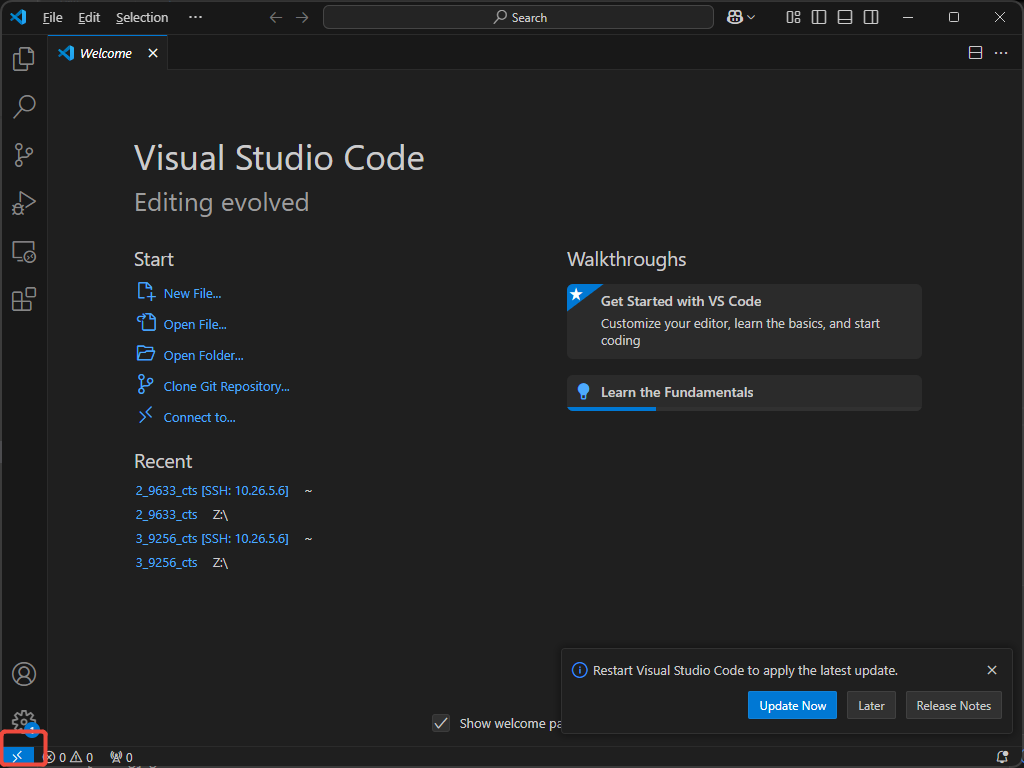 File Edit Selection ··· Search
Welcome
Visual Studio Code
Editing evolved
Start
New File...
Open File...
Open Folder...
Clone Git Repository...
Connect to...
Recent
2_9633_cts [SSH: 10.26.5.6] ~
2_9633_cts Z:\
3_9256_cts [SSH: 10.26.5.6] ~
3_9256_cts Z:\
Walkthroughs
Get Started with VS Code
Customize your editor, learn the basics, and start
coding
Learn the Fundamentals
Restart Visual Studio Code to apply the latest update.
Update Now Later Release Notes
Show welcome pa
1
0 0 0